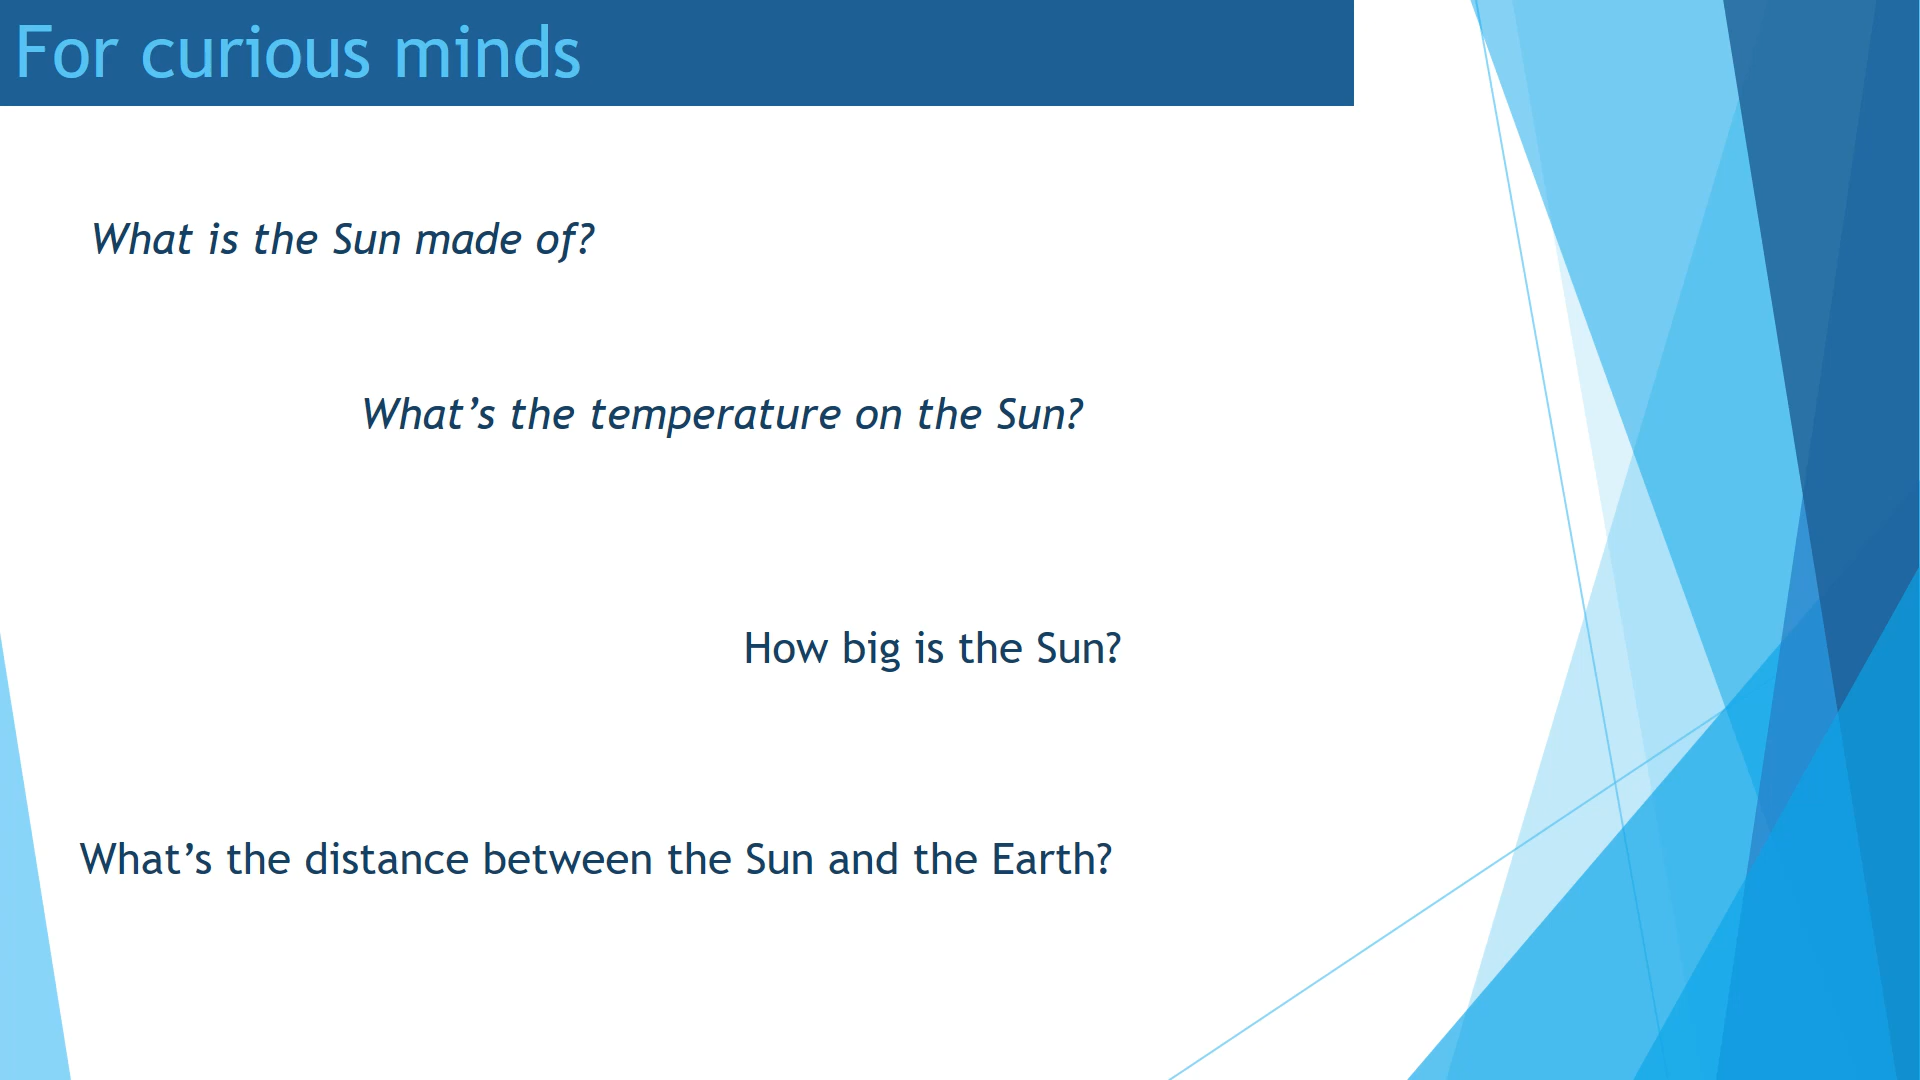 For curious minds
What is the Sun made of?
What’s the temperature on the Sun?
How big is the Sun?
What’s the distance between the Sun and the Earth?